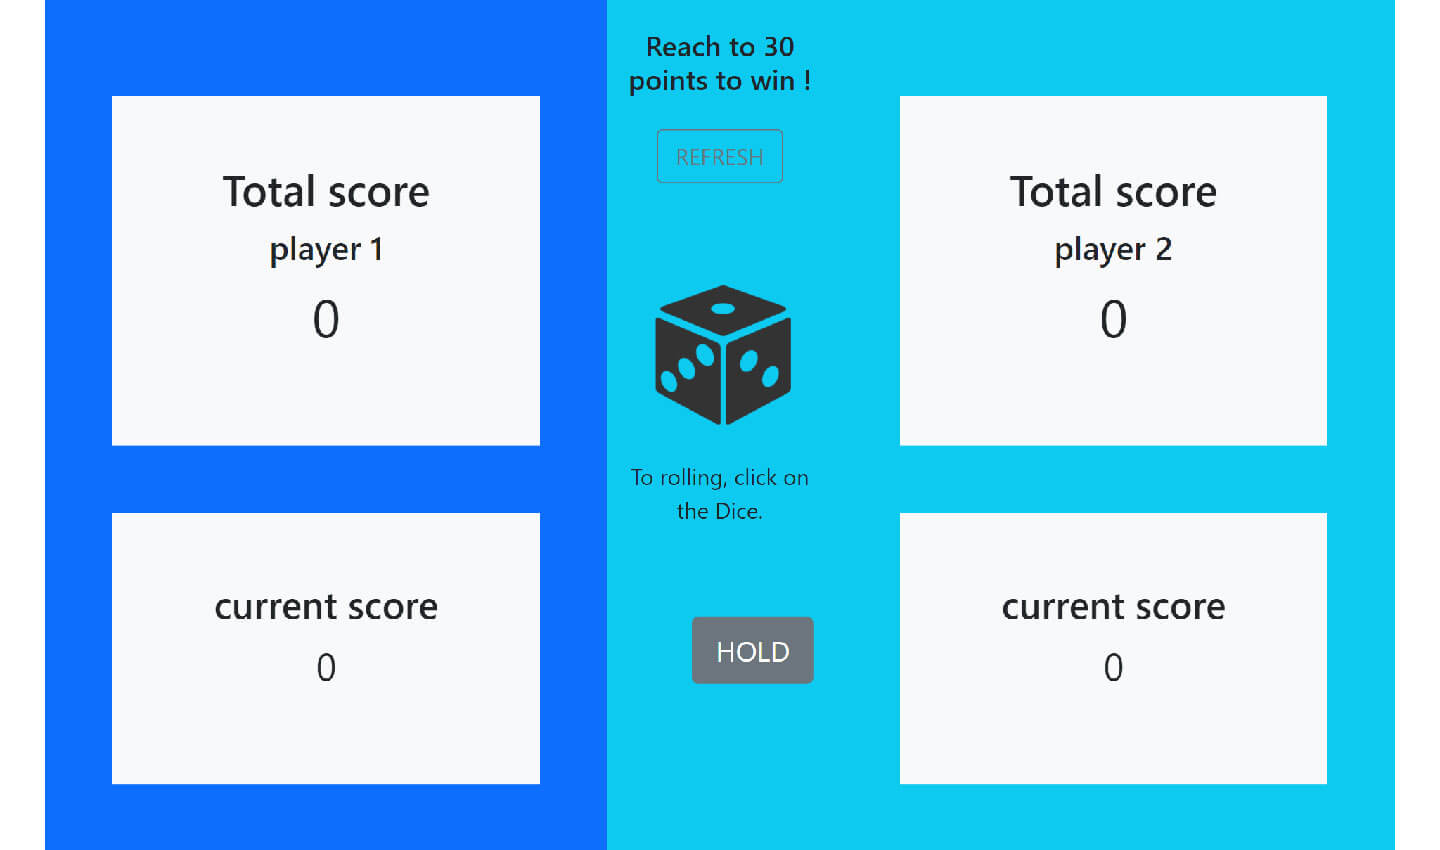 Reach to 30
points to win !
REFRESH
Total score
player 1
0
Total score
player 2
0
To rolling, click on
the Dice.
current score
0
HOLD
current score
0